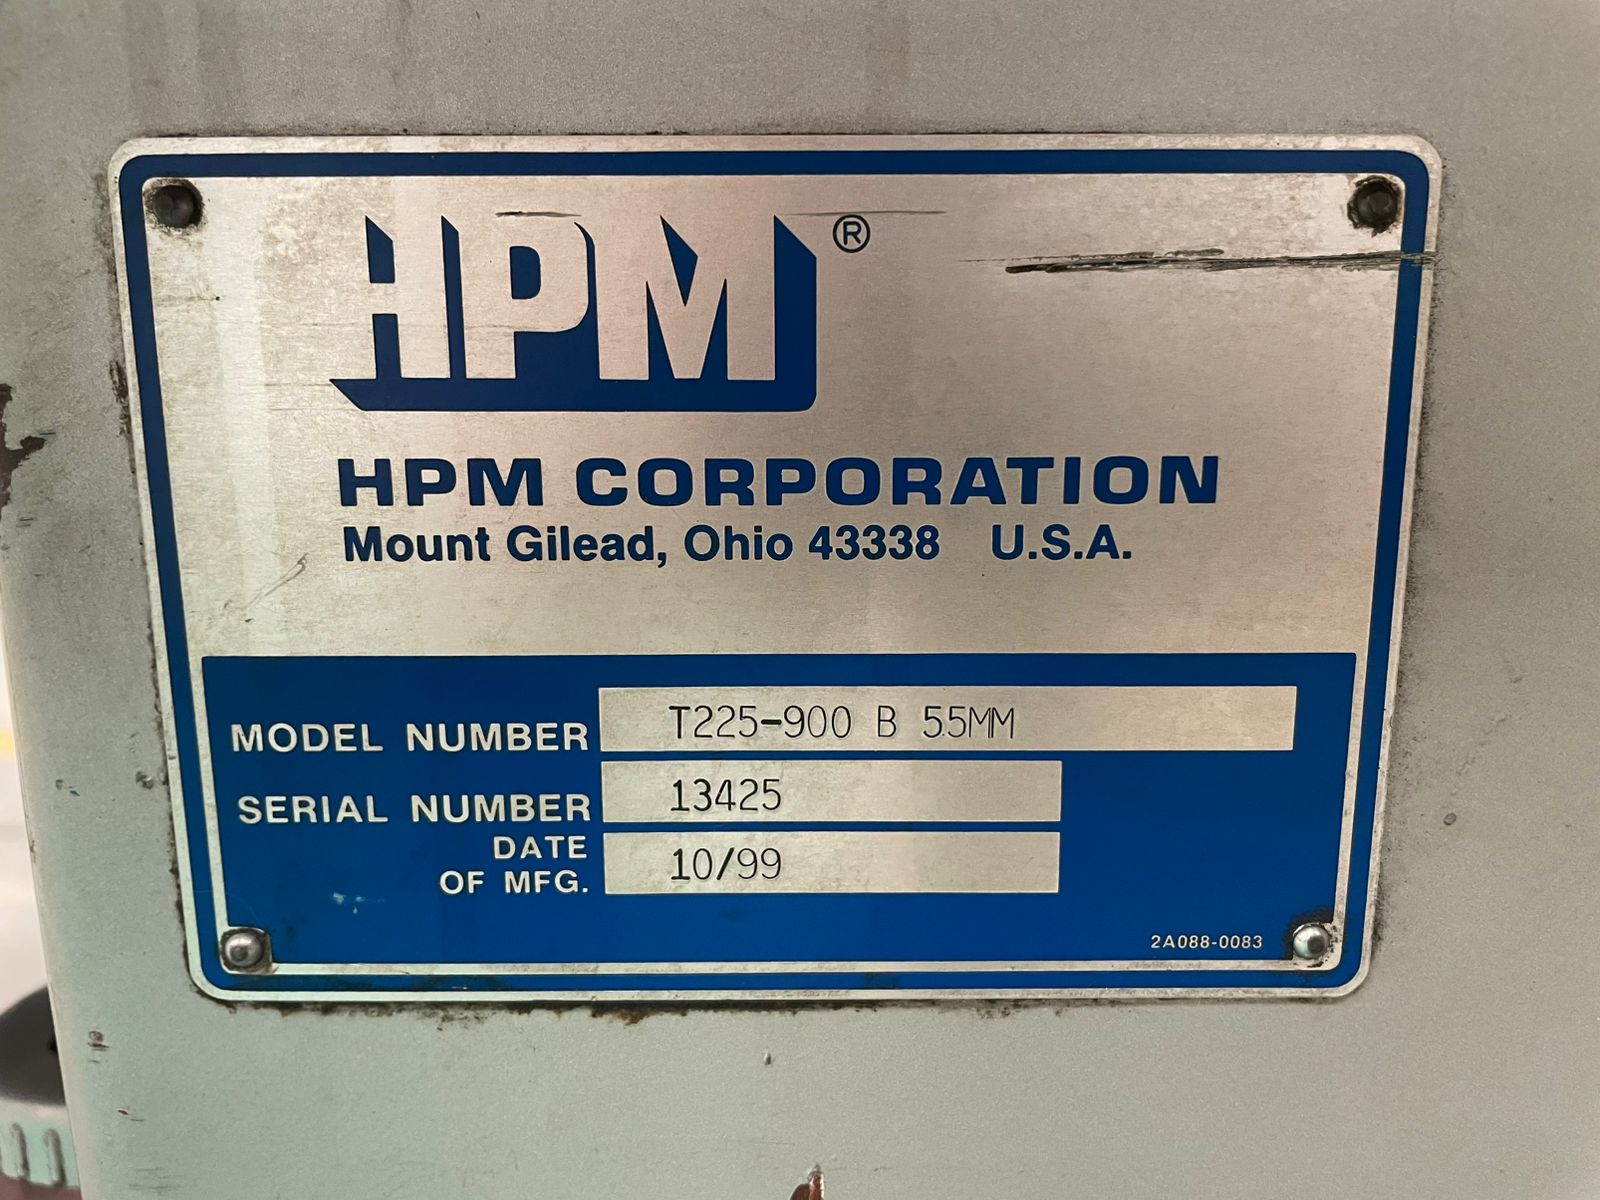 HPM®
HPM CORPORATION
Mount Gilead, Ohio 43338 U.S.A.
MODEL NUMBER T225-900 B 55MM
SERIAL NUMBER 13425
DATE
OF MFG. 10/99
2A088-0083